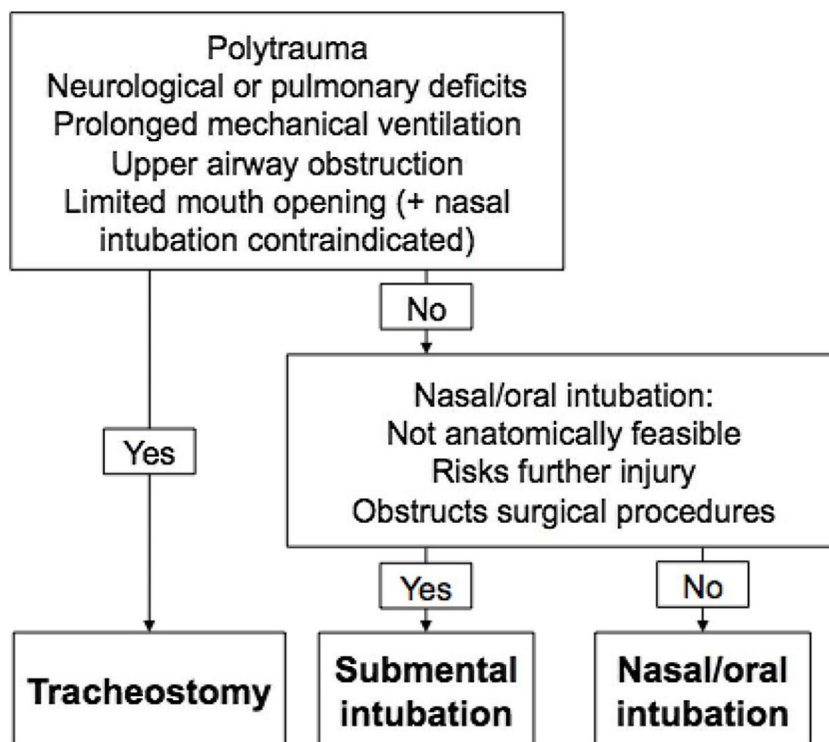 Polytrauma
Neurological or pulmonary deficits
Prolonged mechanical ventilation
Upper airway obstruction
Limited mouth opening (+ nasal
intubation contraindicated)
No
Nasal/oral intubation:
Not anatomically feasible
Risks further injury
Obstructs surgical procedures
Yes
Yes
No
Tracheostomy
Submental
intubation
Nasal/oral
intubation